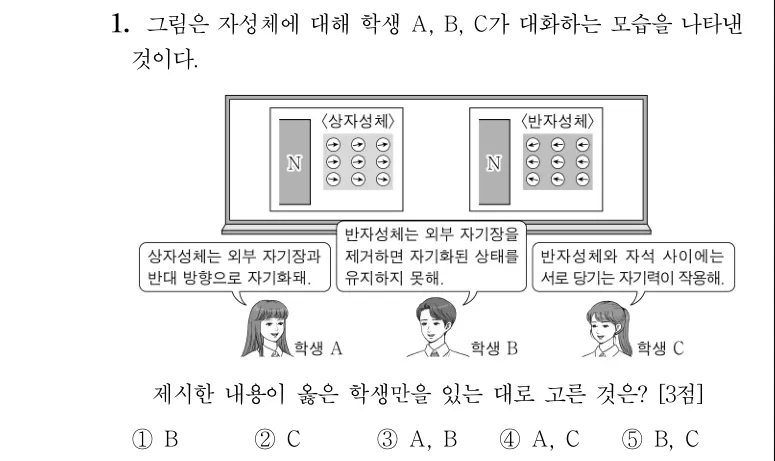 1. 그림은 자성체에 대해 학생 A, B, C가 대화하는 모습을 나타낸
것이다.
〈상자성체〉
N
〈반자성체〉
N
상자성체는 외부 자기장과
반대 방향으로 자기화돼.
반자성체는 외부 자기장을
제거하면 자기화된 상태를
유지하지 못해.
반자성체와 자석 사이에는
서로 당기는 자기력이 작용해.
학생 A
학생 B
학생 C
제시한 내용이 옳은 학생만을 있는 대로 고른 것은? [3점]
① B ② C ③ A, B ④ A, C ⑤ B, C